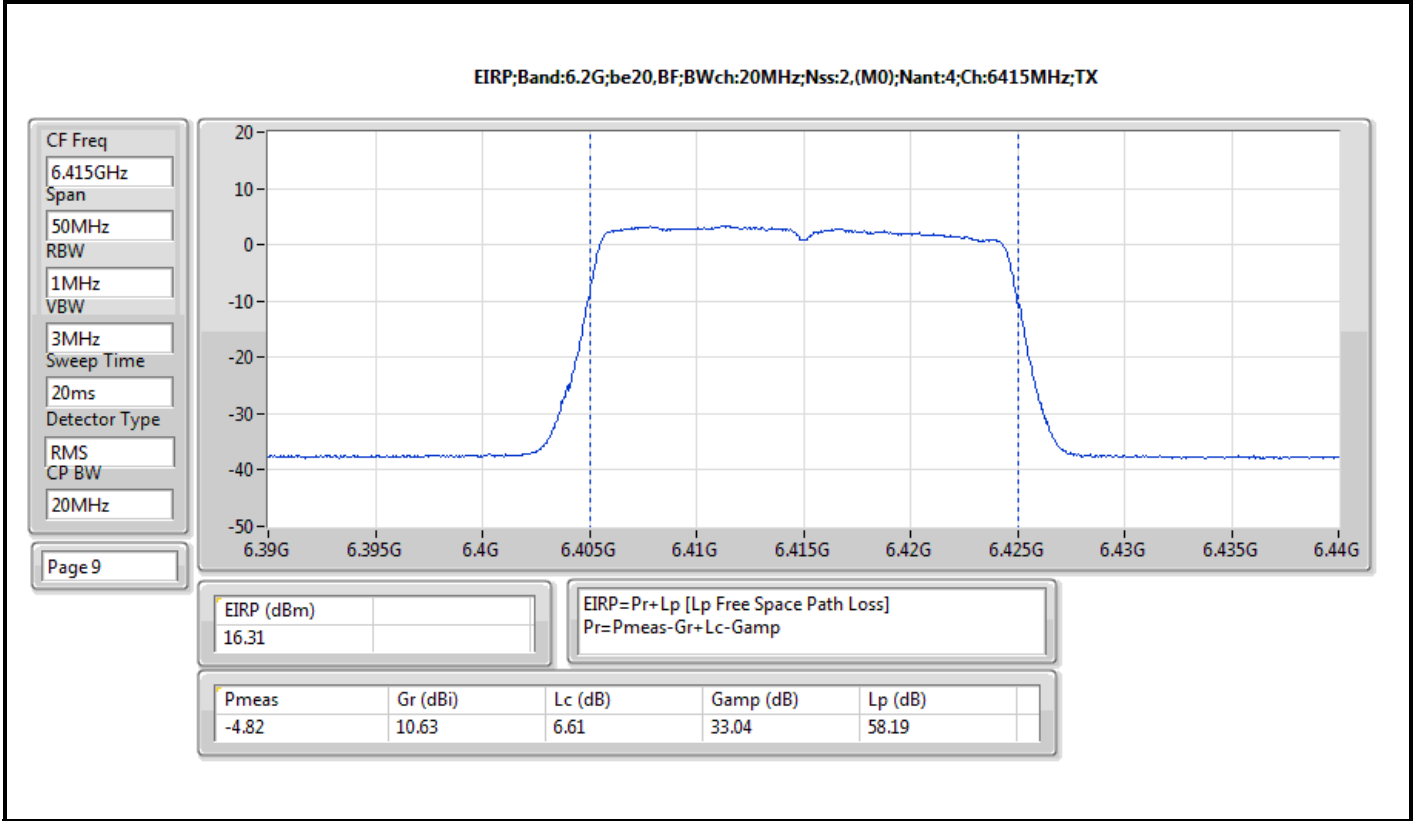 EIRP;Band:6.2G;be20,BF;BWch:20MHz;Nss:2,(M0);Nant:4;Ch:6415MHz;TX
CF Freq
6.415GHz
Span
50MHz
RBW
1MHz
VBW
3MHz
Sweep Time
20ms
Detector Type
RMS
CP BW
20MHz
Page 9
20
10
0
-10
-20
-30
-40
-50
6.39G 6.395G 6.4G 6.405G 6.41G 6.415G 6.42G 6.425G 6.43G 6.435G 6.44G
EIRP (dBm)
16.31
EIRP=Pr+Lp [Lp Free Space Path Loss]
Pr=Pmeas-Gr+Lc-Gamp
Pmeas Gr (dBi) Lc (dB) Gamp (dB) Lp (dB)
-4.82 10.63 6.61 33.04 58.19